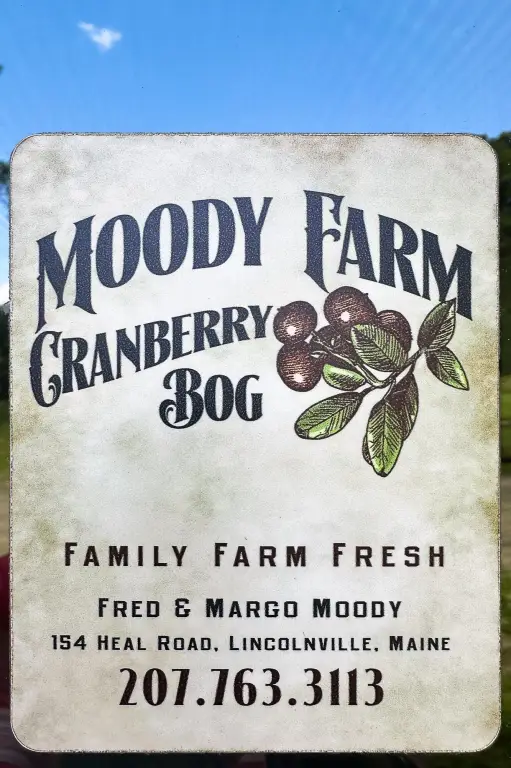 Moody Farm
Cranberry
Bog
Family Farm Fresh
Fred & Margo Moody
154 Heal Road, Lincolnville, Maine
207.763.3113